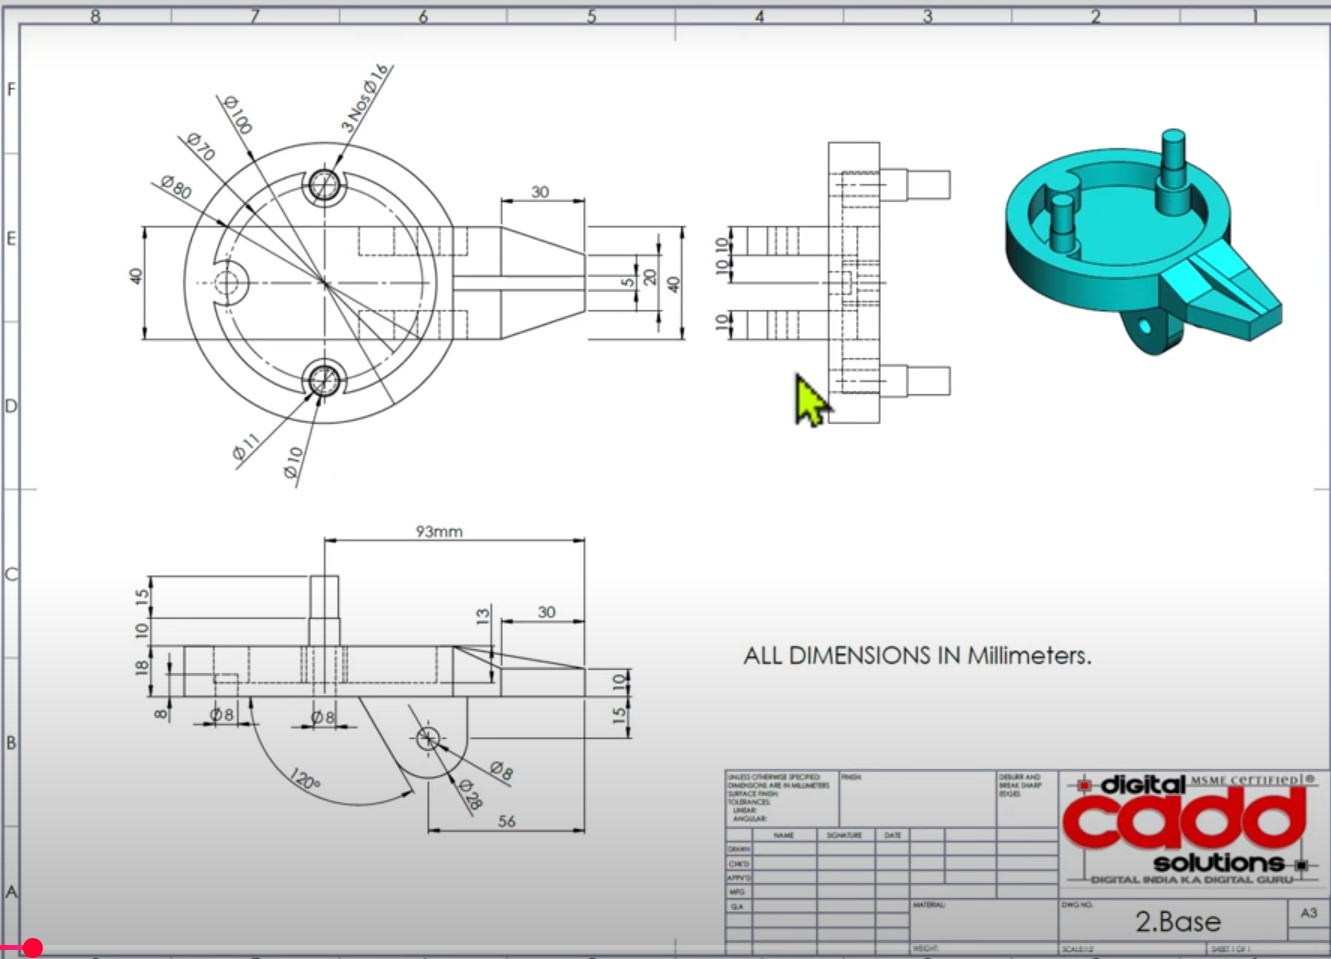 8 7 6 5 4 3 2 1
F
E
D
C
B
A
Ø100
3 Nos Ø16
Ø70
Ø80
30
40
5
20
40
Ø11
Ø10
10
10
10
93mm
15
10
18
8
Ø8
Ø8
13
30
10
15
120°
Ø8
Ø28
56
ALL DIMENSIONS IN Millimeters.
UNLESS OTHERWISE SPECIFIED:
DIMENSIONS ARE IN MILLIMETERS
SURFACE FINISH:
TOLERANCES:
LINEAR:
ANGULAR:
FINISH:
DEBURR AND
BREAK SHARP
EDGES
NAME SIGNATURE DATE
DRAWN
CHK'D
APPV'D
MFG
Q.A
MATERIAL:
WEIGHT:
digital MSME CERTIFIED ®
cadd
solutions
DIGITAL INDIA KA DIGITAL GURU
DWG NO.
2.Base
A3
SCALE:1:2
SHEET 1 OF 1